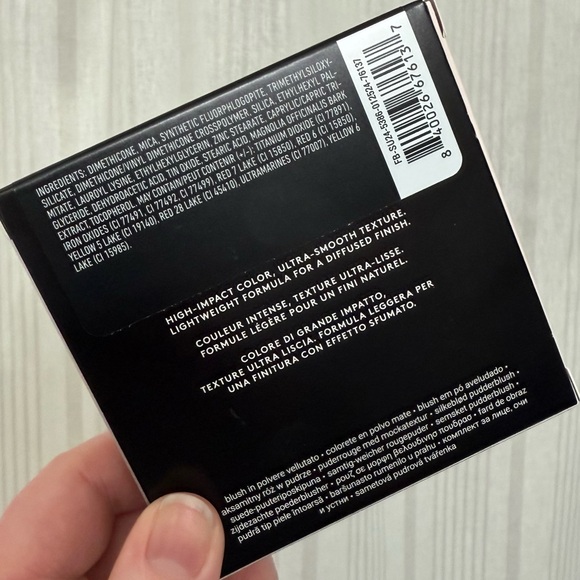 INGREDIENTS: DIMETHICONE, MICA, SYNTHETIC FLUORPHLOGOPITE, TRIMETHYLSILOXY-
SILICATE, DIMETHICONE/VINYL DIMETHICONE CROSSPOLYMER, SILICA, ETHYLHEXYL PAL-
MITATE, LAUROYL LYSINE, ETHYLHEXYLGLYCERIN, ZINC STEARATE, CAPRYLIC/CAPRIC TRI-
GLYCERIDE, DEHYDROACETIC ACID, TIN OXIDE, STEARIC ACID, MAGNOLIA OFFICINALIS BARK
EXTRACT, TOCOPHEROL. MAY CONTAIN/PEUT CONTENIR (+/-): TITANIUM DIOXIDE (CI 77891),
IRON OXIDES (CI 77491, CI 77492, CI 77499), RED 7 LAKE (CI 15850), RED 6 (CI 15850),
YELLOW 5 LAKE (CI 19140), RED 28 LAKE (CI 45410), ULTRAMARINES (CI 77007), YELLOW 6
LAKE (CI 15985).
FB-SU24-5386-012524-76137
8 40026 67613 7
HIGH-IMPACT COLOR, ULTRA-SMOOTH TEXTURE.
LIGHTWEIGHT FORMULA FOR A DIFFUSED FINISH.
COULEUR INTENSE, TEXTURE ULTRA-LISSE.
FORMULE LÉGÈRE POUR UN FINI NATUREL.
COLORE DI GRANDE IMPATTO,
TEXTURE ULTRA LISCIA. FORMULA LEGGERA PER
UNA FINITURA CON EFFETTO SFUMATO.
blush in polvere vellutato • colorete en polvo mate • blush em pó aveludado •
aksamitny róż w pudrze • puderrouge med mockatextur • silkeblød pudderblush •
suede-puuteriposkipuna • samtig-weicher rougepuder • semsket pudderblush •
zijdezachte poederblusher • ρουζ σε μορφή βελούδινης πούδρας • fard de obraz
pudră tip piele întoarsă • baršunasto rumenilo u prahu • комплект за лице, очи
и устни • sametová pudrová tvářenka